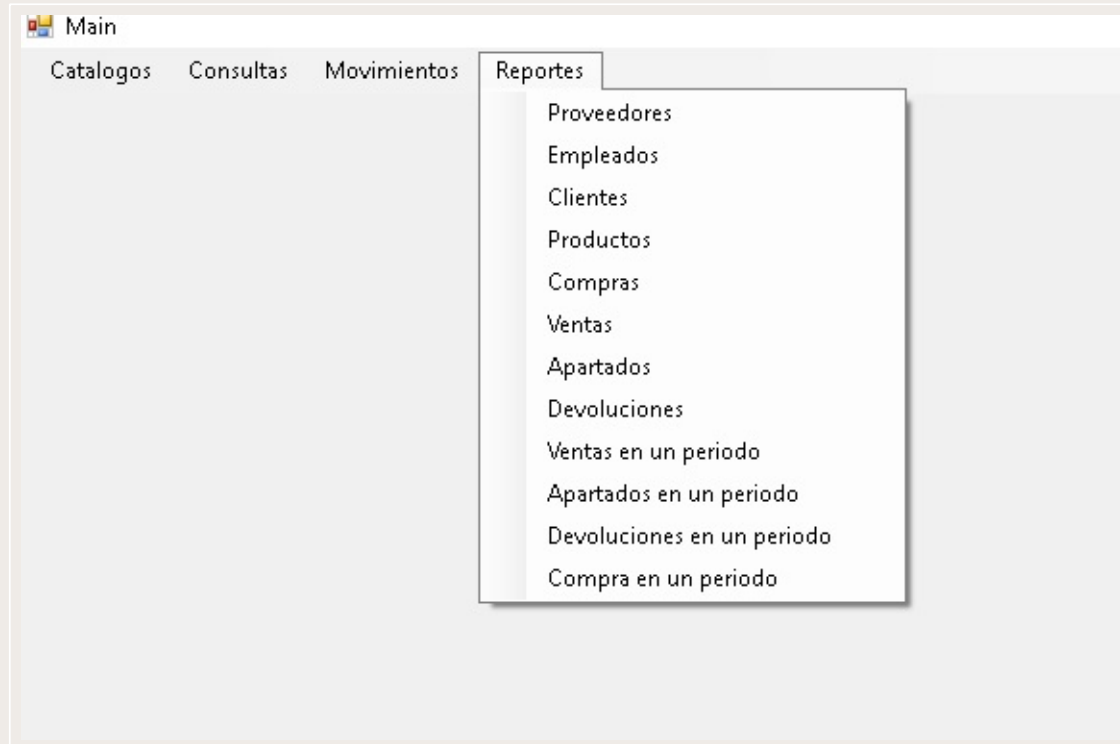 Main
Catalogos Consultas Movimientos Reportes
Proveedores
Empleados
Clientes
Productos
Compras
Ventas
Apartados
Devoluciones
Ventas en un periodo
Apartados en un periodo
Devoluciones en un periodo
Compra en un periodo